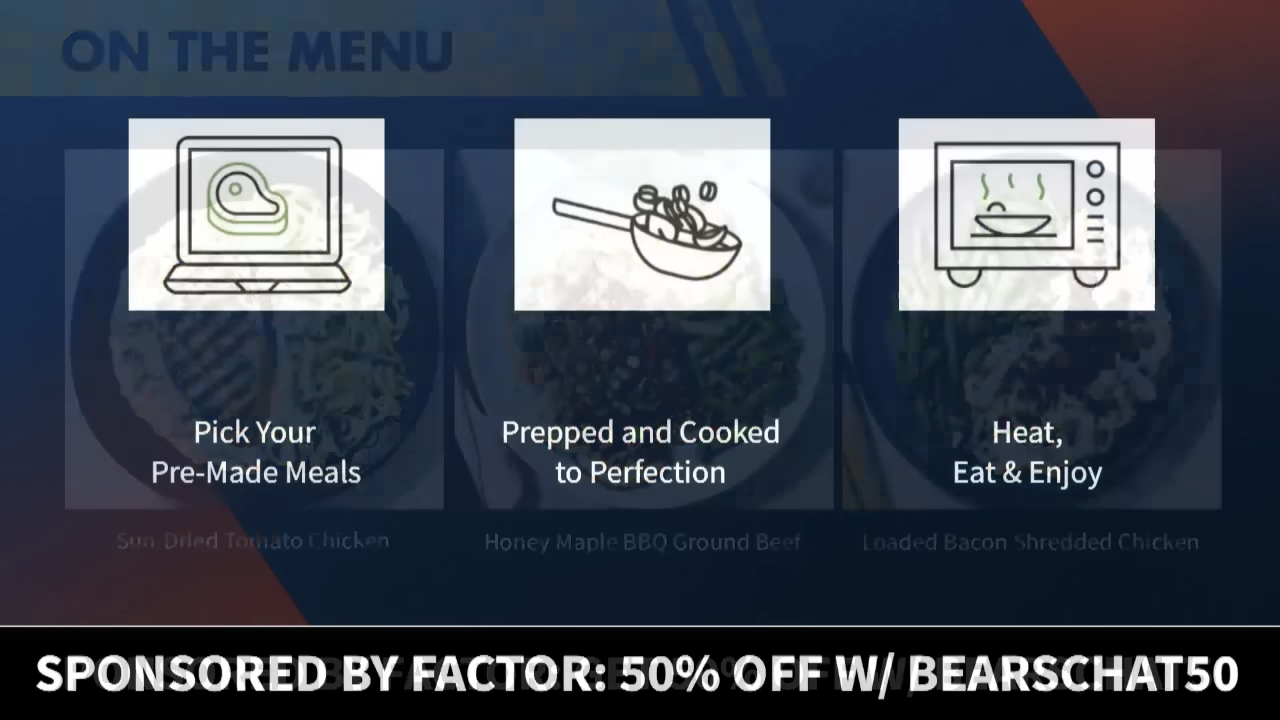 ON THE MENU
Pick Your
Pre-Made Meals
Prepped and Cooked
to Perfection
Heat,
Eat & Enjoy
Sun-Dried Tomato Chicken
Honey Maple BBQ Ground Beef
Loaded Bacon Shredded Chicken
SPONSORED BY FACTOR: 50% OFF W/ BEARSCHAT50